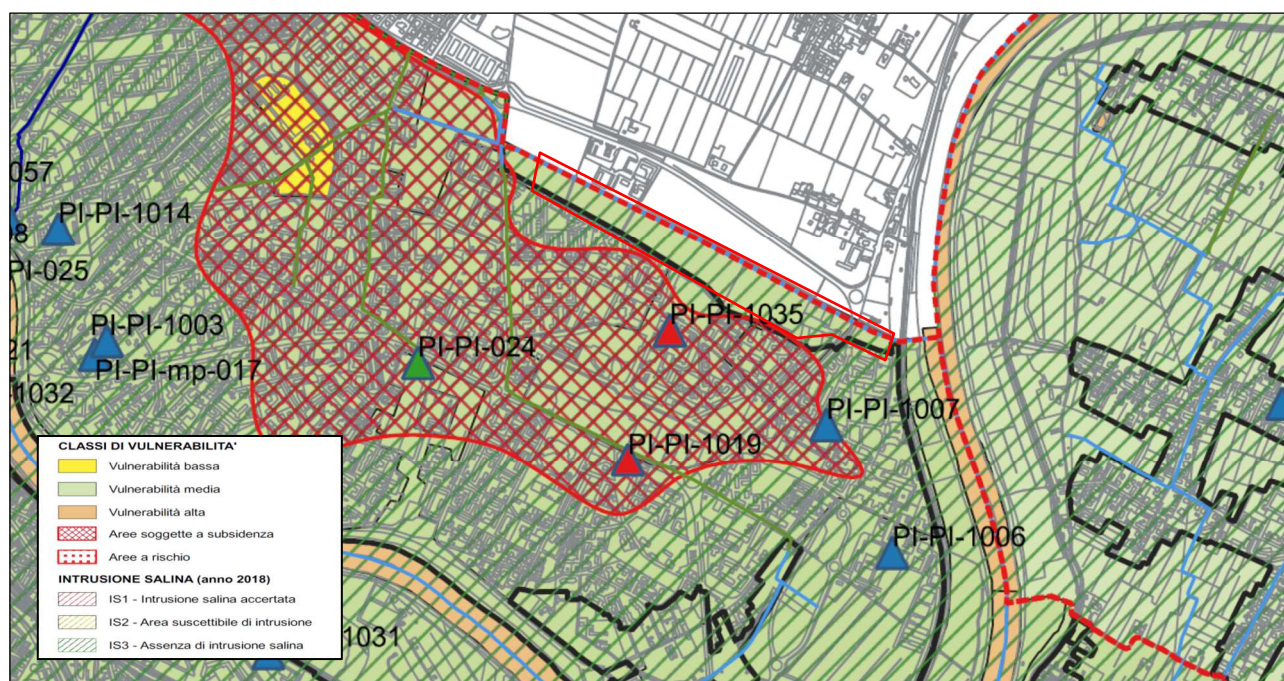 057
PI-PI-1014
98
PI-025
PI-PI-1035
PI-PI-1003
PI-PI-024
21
PI-PI-mp-017
1032
PI-PI-1007
PI-PI-1019
PI-PI-1006
1031
CLASSI DI VULNERABILITA'
Vulnerabilità bassa
Vulnerabilità media
Vulnerabilità alta
Aree soggette a subsidenza
Aree a rischio
INTRUSIONE SALINA (anno 2018)
IS1 - Intrusione salina accertata
IS2 - Area suscettibile di intrusione
IS3 - Assenza di intrusione salina